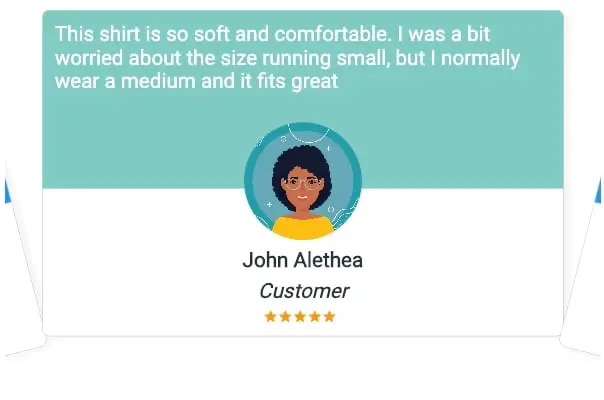 This shirt is so soft and comfortable. I was a bit
worried about the size running small, but I normally
wear a medium and it fits great
John Alethea
Customer